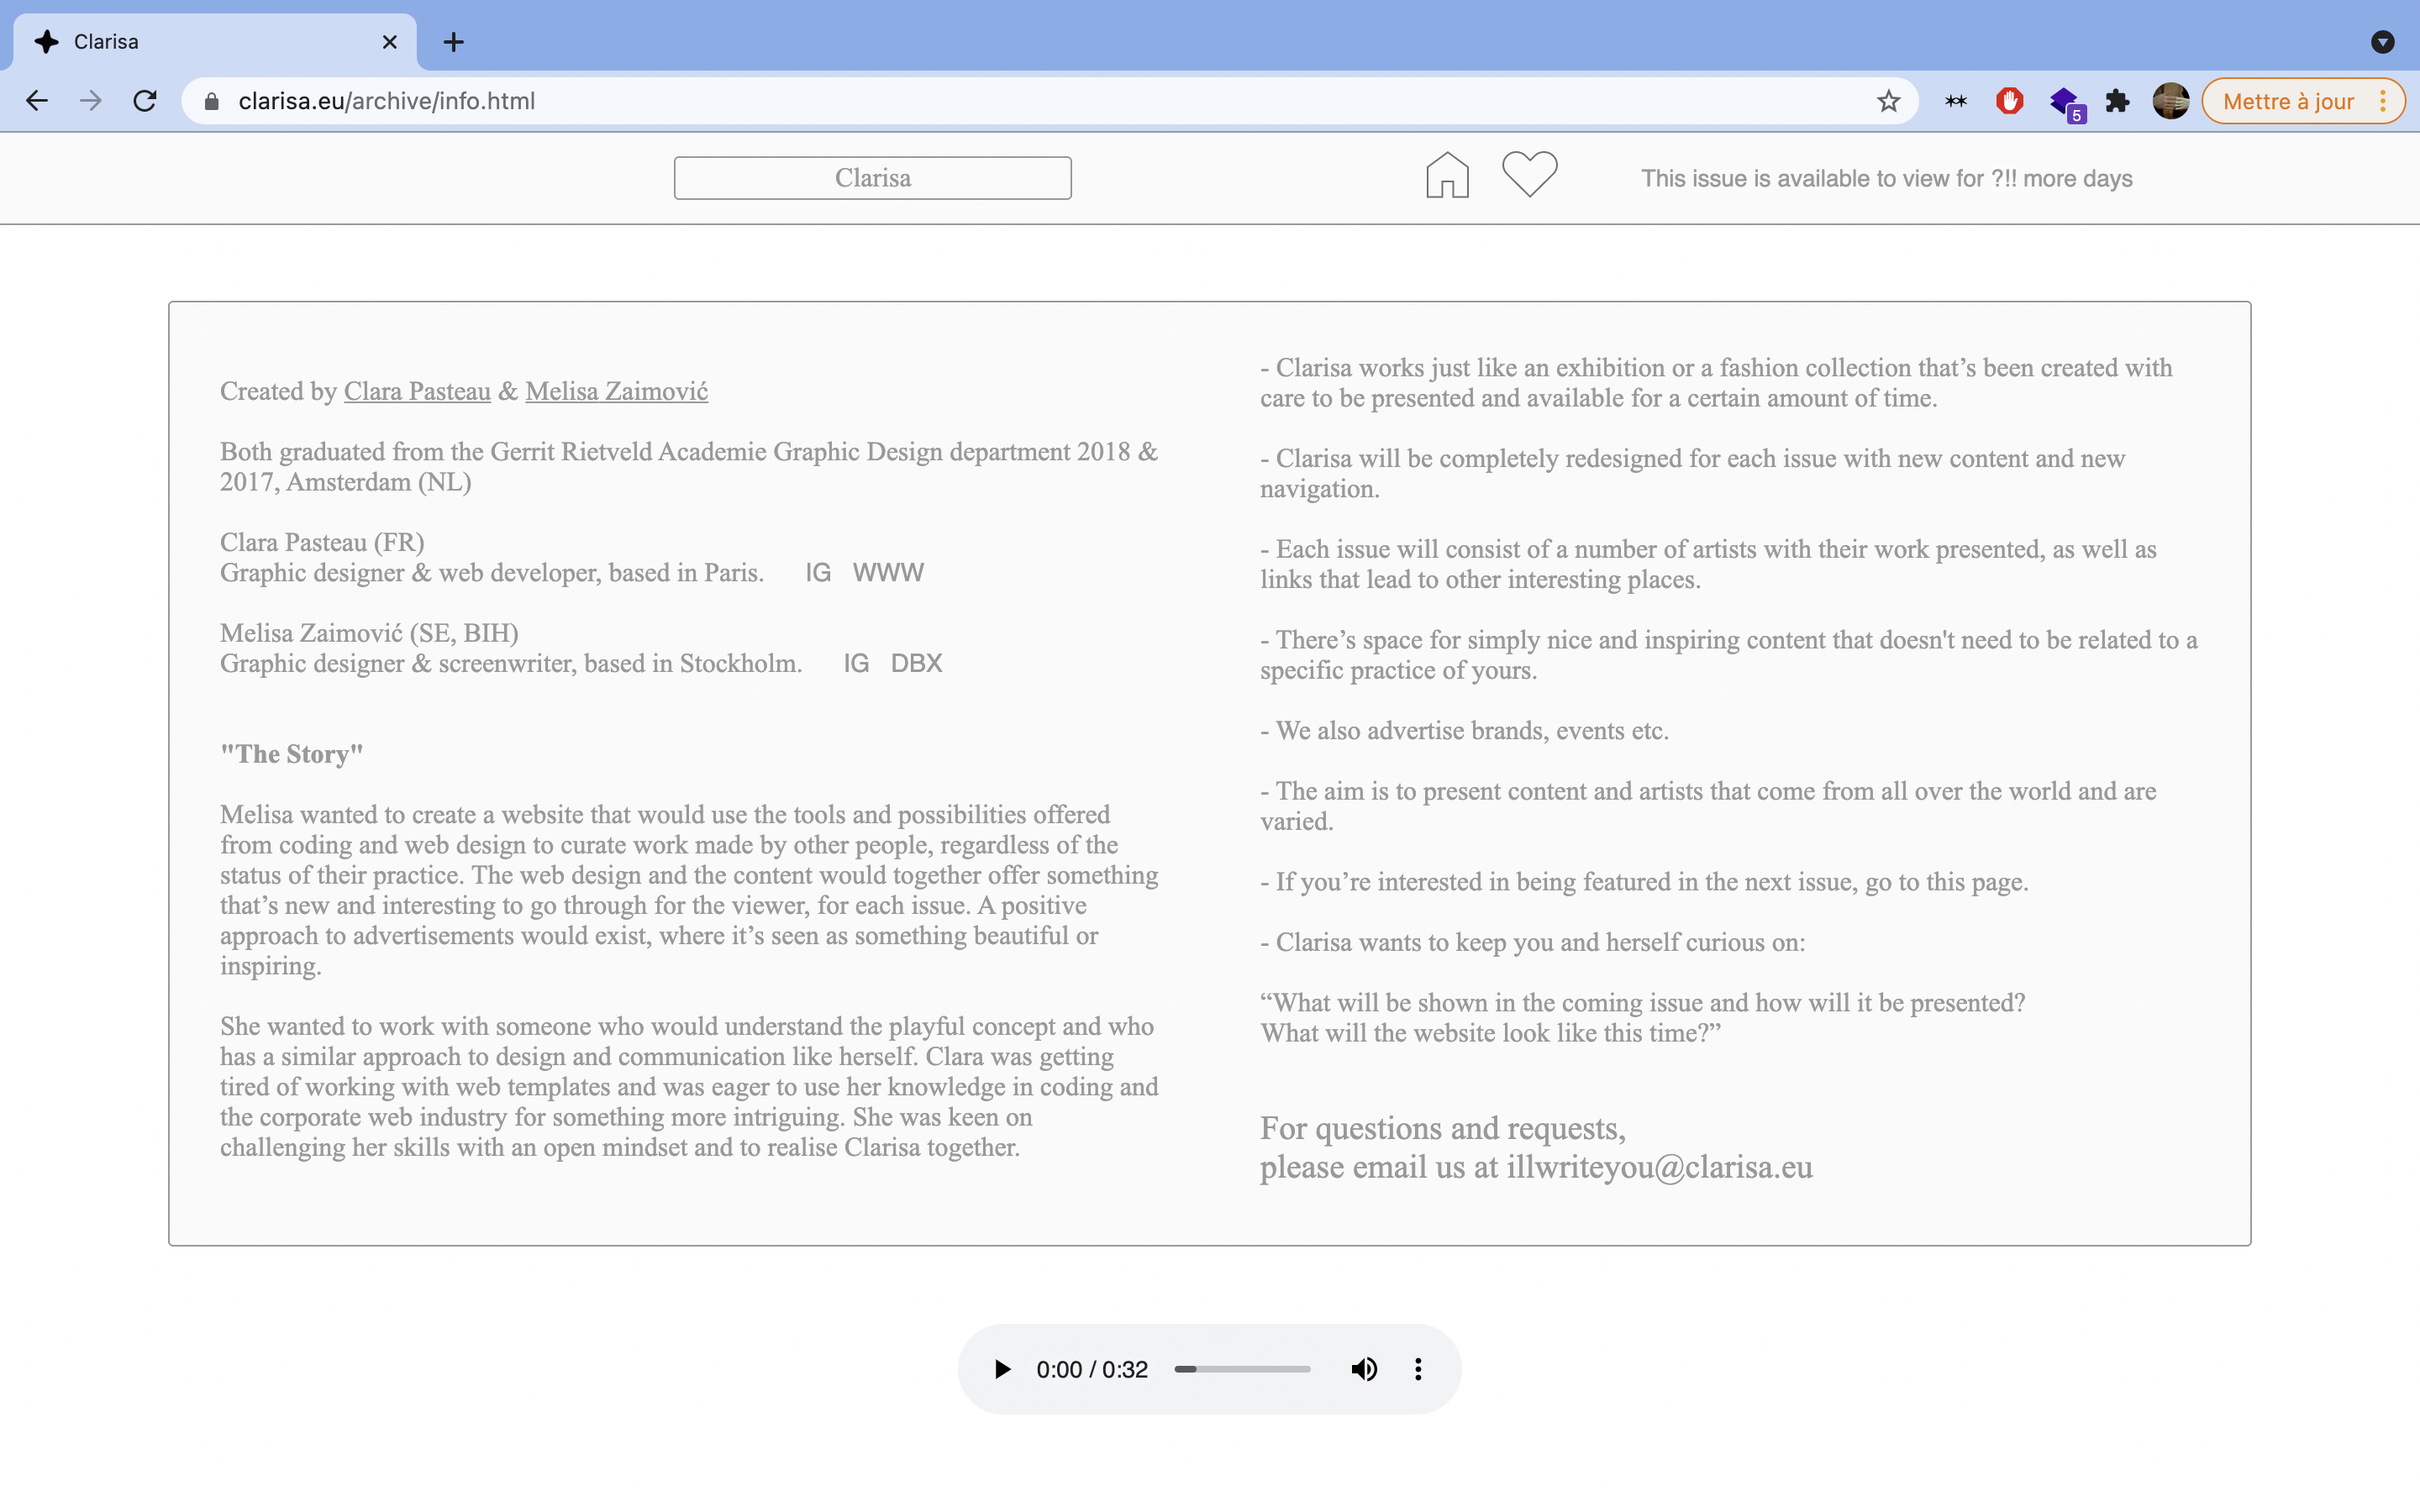 Clarisa
clarisa.eu/archive/info.html
5
Mettre à jour
Clarisa
This issue is available to view for ?!! more days
Created by Clara Pasteau & Melisa Zaimović
Both graduated from the Gerrit Rietveld Academie Graphic Design department 2018 &
2017, Amsterdam (NL)
Clara Pasteau (FR)
Graphic designer & web developer, based in Paris. IG WWW
Melisa Zaimović (SE, BIH)
Graphic designer & screenwriter, based in Stockholm. IG DBX
"The Story"
Melisa wanted to create a website that would use the tools and possibilities offered
from coding and web design to curate work made by other people, regardless of the
status of their practice. The web design and the content would together offer something
that’s new and interesting to go through for the viewer, for each issue. A positive
approach to advertisements would exist, where it’s seen as something beautiful or
inspiring.
She wanted to work with someone who would understand the playful concept and who
has a similar approach to design and communication like herself. Clara was getting
tired of working with web templates and was eager to use her knowledge in coding and
the corporate web industry for something more intriguing. She was keen on
challenging her skills with an open mindset and to realise Clarisa together.
- Clarisa works just like an exhibition or a fashion collection that’s been created with
care to be presented and available for a certain amount of time.
- Clarisa will be completely redesigned for each issue with new content and new
navigation.
- Each issue will consist of a number of artists with their work presented, as well as
links that lead to other interesting places.
- There’s space for simply nice and inspiring content that doesn't need to be related to a
specific practice of yours.
- We also advertise brands, events etc.
- The aim is to present content and artists that come from all over the world and are
varied.
- If you’re interested in being featured in the next issue, go to this page.
- Clarisa wants to keep you and herself curious on:
“What will be shown in the coming issue and how will it be presented?
What will the website look like this time?”
For questions and requests,
please email us at illwriteyou@clarisa.eu
0:00 / 0:32